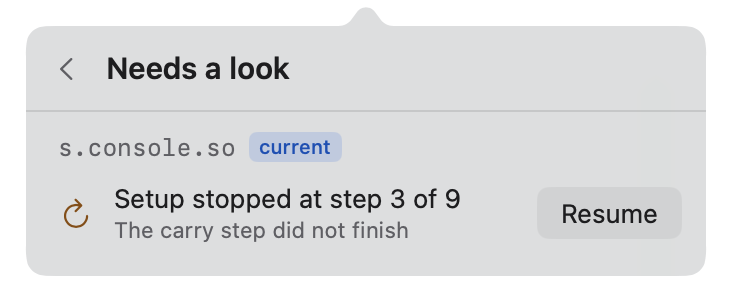 Needs a look
s.console.so current
Setup stopped at step 3 of 9
The carry step did not finish
Resume